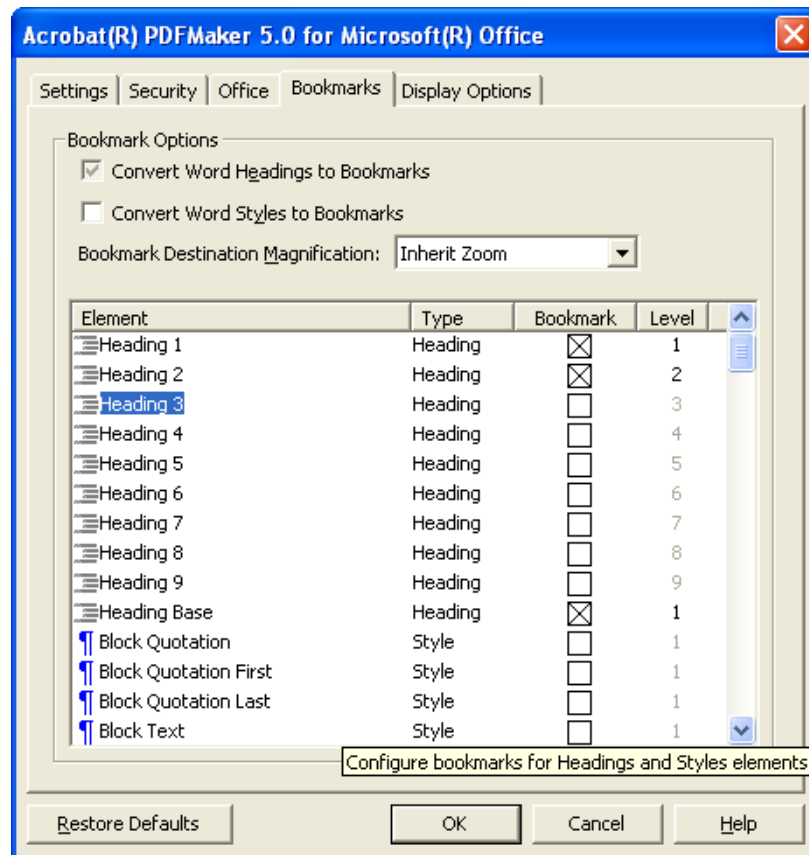 Acrobat(R) PDFMaker 5.0 for Microsoft(R) Office
Settings Security Office Bookmarks Display Options
Bookmark Options
Convert Word Headings to Bookmarks
Convert Word Styles to Bookmarks
Bookmark Destination Magnification: Inherit Zoom
Element Type Bookmark Level
Heading 1 Heading 1
Heading 2 Heading 2
Heading 3 Heading 3
Heading 4 Heading 4
Heading 5 Heading 5
Heading 6 Heading 6
Heading 7 Heading 7
Heading 8 Heading 8
Heading 9 Heading 9
Heading Base Heading 1
¶ Block Quotation Style 1
¶ Block Quotation First Style 1
¶ Block Quotation Last Style 1
¶ Block Text Style 1
Configure bookmarks for Headings and Styles elements
Restore Defaults OK Cancel Help